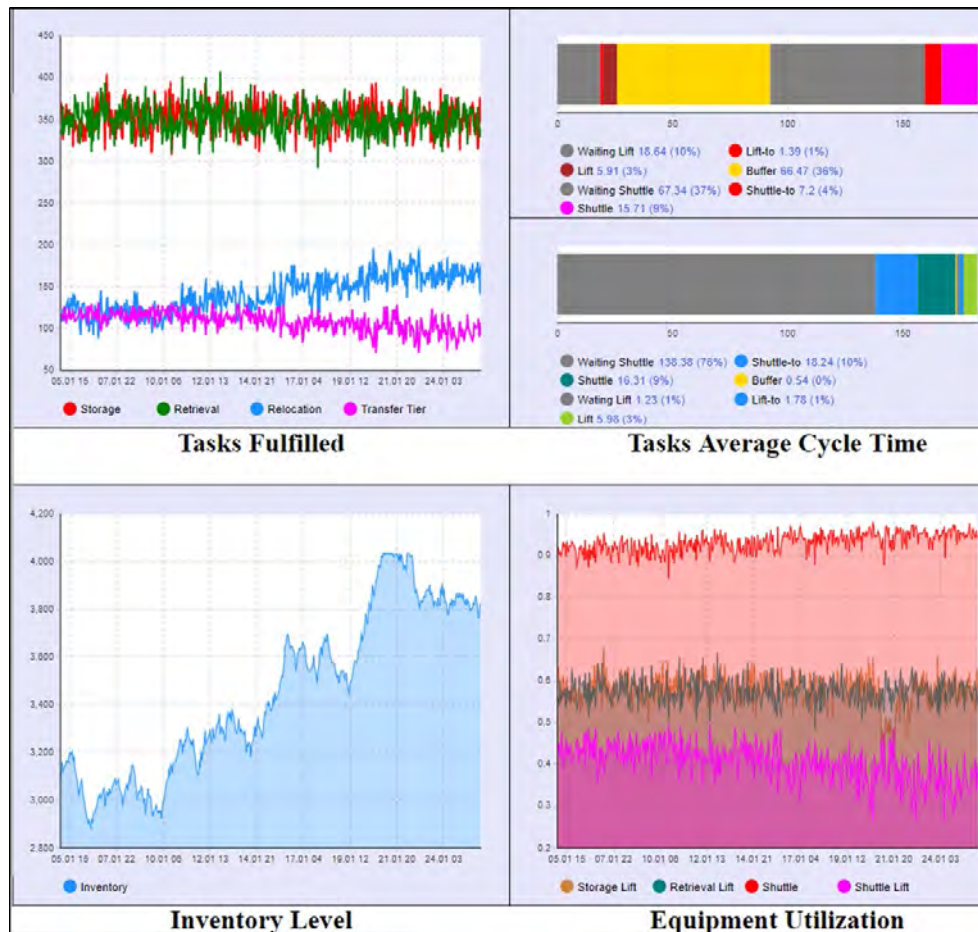 450
400
350
300
250
200
150
100
50
05.01 15 07.01 22 10.01 06 12.01 13 14.01 21 17.01 04 19.01 12 21.01 20 24.01 03
Storage Retrieval Relocation Transfer Tier
Tasks Fulfilled
0 50 100 150
Waiting Lift 18.64 (10%) Lift-to 1.39 (1%)
Lift 5.91 (3%) Buffer 66.47 (36%)
Waiting Shuttle 67.34 (37%) Shuttle-to 7.2 (4%)
Shuttle 15.71 (9%)
0 50 100 150
Waiting Shuttle 138.38 (76%) Shuttle-to 18.24 (10%)
Shuttle 16.31 (9%) Buffer 0.54 (0%)
Wating Lift 1.23 (1%) Lift-to 1.78 (1%)
Lift 5.98 (3%)
Tasks Average Cycle Time
4,200
4,000
3,800
3,600
3,400
3,200
3,000
2,800
05.01 15 07.01 22 10.01 06 12.01 13 14.01 21 17.01 04 19.01 12 21.01 20 24.01 03
Inventory
Inventory Level
1
0.9
0.8
0.7
0.6
0.5
0.4
0.3
0.2
05.01 15 07.01 22 10.01 06 12.01 13 14.01 21 17.01 04 19.01 12 21.01 20 24.01 03
Storage Lift Retrieval Lift Shuttle Shuttle Lift
Equipment Utilization